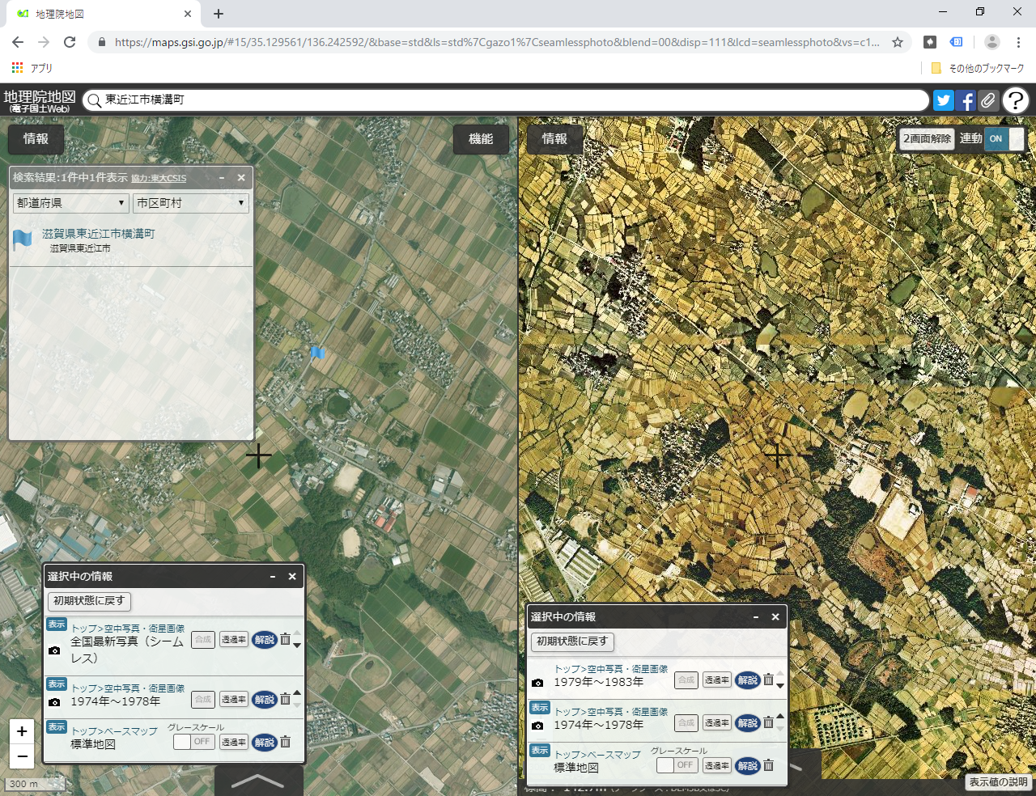 地理院地図
https://maps.gsi.go.jp/#15/35.129561/136.242592/&base=std&ls=std%7Cgazo1%7Cseamlessphoto&blend=00&disp=111&lcd=seamlessphoto&vs=c1...
アプリ
その他のブックマーク
地理院地図
(電子国土Web)
東近江市横溝町
情報
機能
検索結果:1件中1件表示 協力:東大CSIS
都道府県
市区町村
滋賀県東近江市横溝町
滋賀県東近江市
選択中の情報
初期状態に戻す
表示
トップ>空中写真・衛星画像
全国最新写真（シームレス）
合成
透過率
解説
表示
トップ>空中写真・衛星画像
1974年～1978年
合成
透過率
解説
表示
トップ>ベースマップ
標準地図
グレースケール
OFF
透過率
解説
+
−
300 m
情報
2画面解除
連動
ON
選択中の情報
初期状態に戻す
トップ>空中写真・衛星画像
1979年～1983年
合成
透過率
解説
表示
トップ>空中写真・衛星画像
1974年～1978年
合成
透過率
解説
表示
トップ>ベースマップ
標準地図
グレースケール
OFF
透過率
解説
表示値の説明